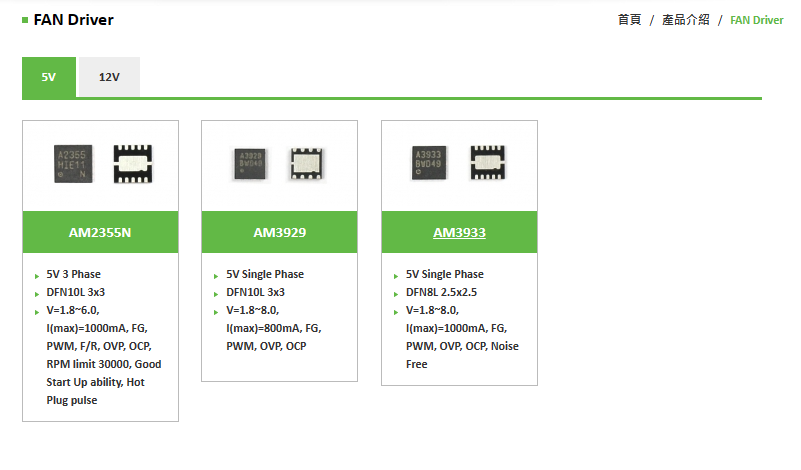 FAN Driver
首頁 / 產品介紹 / FAN Driver
5V
12V
A2355
HIE11
N
AM2355N
5V 3 Phase
DFN10L 3x3
V=1.8~6.0,
I(max)=1000mA, FG,
PWM, F/R, OVP, OCP,
RPM limit 30000, Good
Start Up ability, Hot
Plug pulse
A3929
AM3929
5V Single Phase
DFN10L 3x3
V=1.8~8.0,
I(max)=800mA, FG,
PWM, OVP, OCP
A3933
AM3933
5V Single Phase
DFN8L 2.5x2.5
V=1.8~8.0,
I(max)=1000mA, FG,
PWM, OVP, OCP, Noise
Free